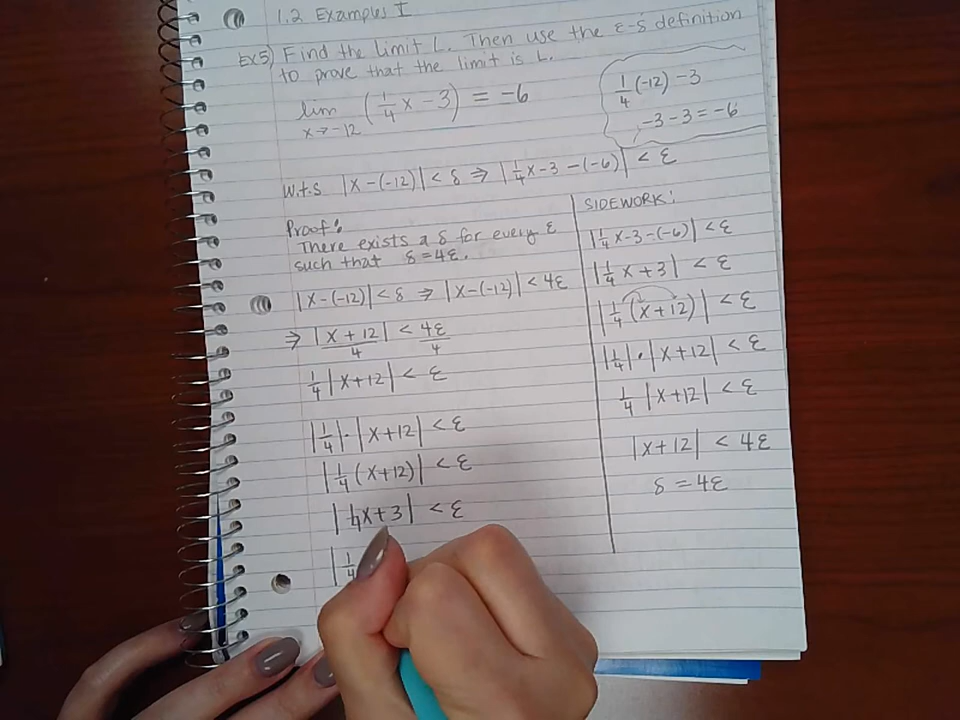 1.2 Examples I
Ex5) Find the limit L. Then use the ε-δ definition
to prove that the limit is L.
lim x→-12 (1/4 x - 3) = -6
1/4 (-12) - 3
-3 - 3 = -6
w.t.s |x-(-12)| < δ ⇒ |1/4 x - 3 - (-6)| < ε
Proof:
There exists a δ for every ε
such that δ = 4ε.
|x-(-12)| < δ ⇒ |x-(-12)| < 4ε
⇒ |x+12|/4 < 4ε/4
1/4 |x+12| < ε
|1/4| · |x+12| < ε
|1/4 (x+12)| < ε
|1/4 x + 3| < ε
|1/4
SIDEWORK:
|1/4 x - 3 - (-6)| < ε
|1/4 x + 3| < ε
|1/4 (x+12)| < ε
|1/4| · |x+12| < ε
1/4 |x+12| < ε
|x+12| < 4ε
δ = 4ε